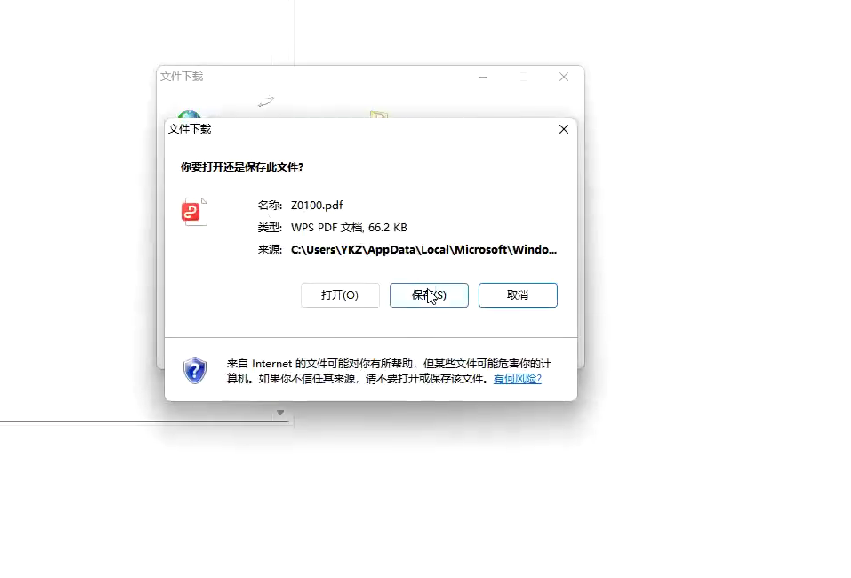 文件下载
文件下载
你要打开还是保存此文件?
名称: Z0100.pdf
类型: WPS PDF 文档, 66.2 KB
来源: C:\Users\YKZ\AppData\Local\Microsoft\Windo...
打开(O) 保存(S) 取消
来自 Internet 的文件可能对你有所帮助，但某些文件可能危害你的计
算机。如果你不信任其来源，请不要打开或保存该文件。有何风险?